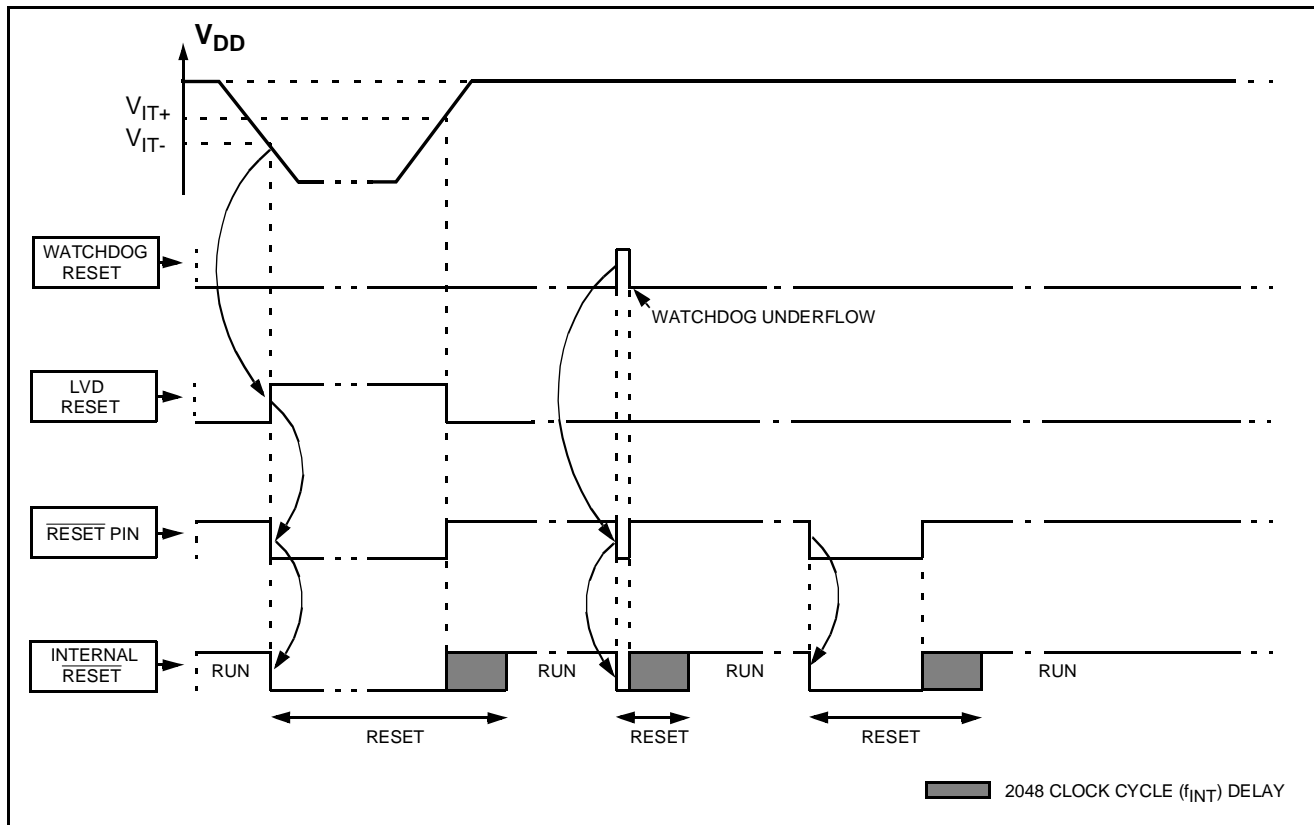 VDD
VIT+
VIT-
WATCHDOG
RESET
WATCHDOG UNDERFLOW
LVD
RESET
RESET PIN
INTERNAL
RESET
RUN
RUN
RUN
RUN
RESET
RESET
RESET
2048 CLOCK CYCLE (fINT) DELAY